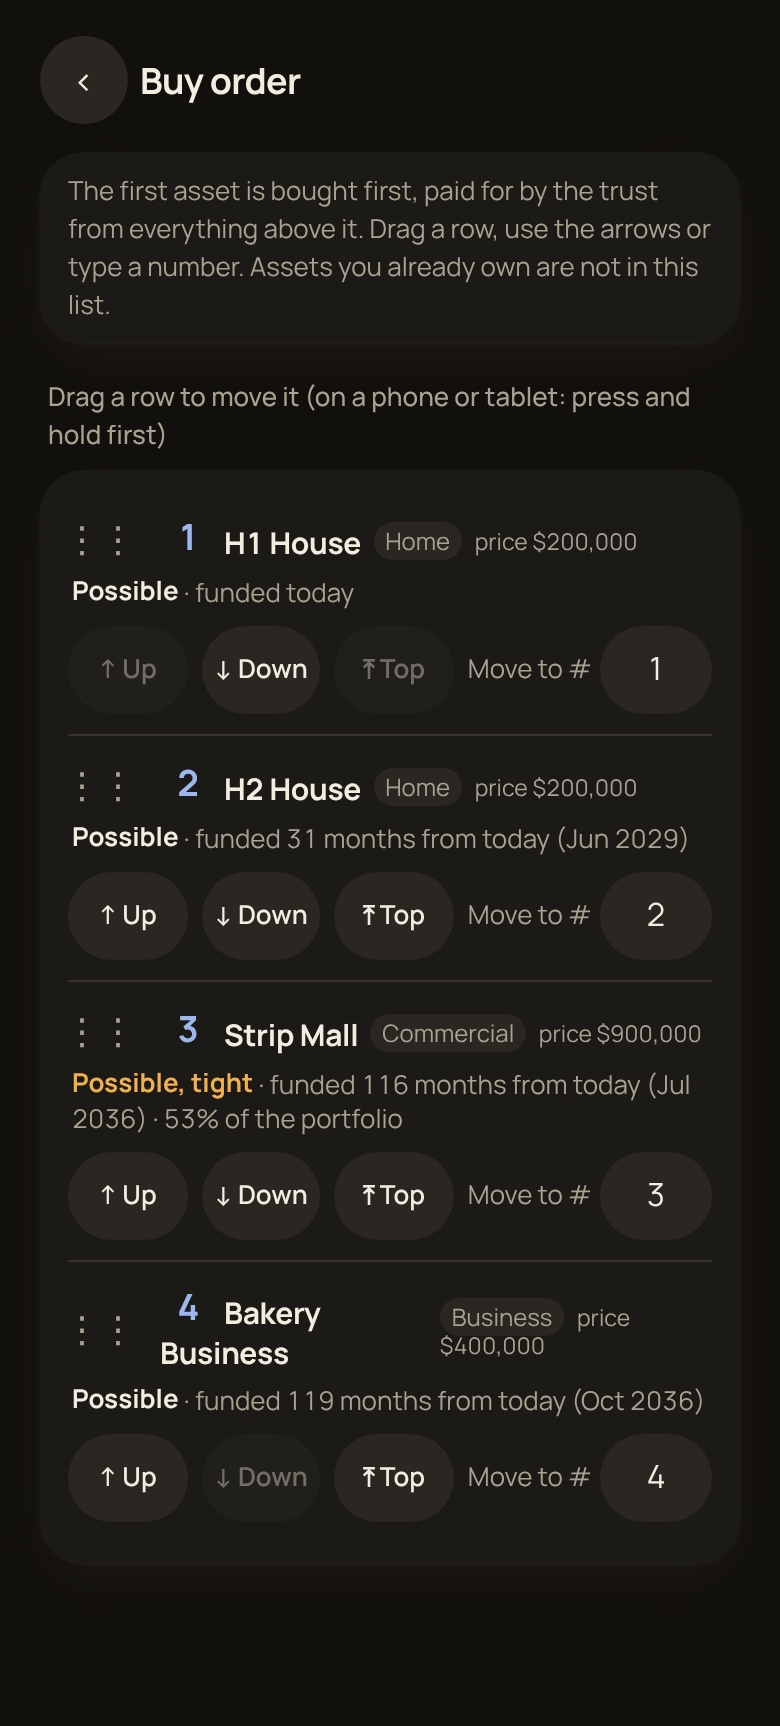 ‹ Buy order
The first asset is bought first, paid for by the trust
from everything above it. Drag a row, use the arrows or
type a number. Assets you already own are not in this
list.
Drag a row to move it (on a phone or tablet: press and
hold first)
⋮⋮ 1 H1 House Home price $200,000
Possible · funded today
↑ Up ↓ Down ⤒ Top Move to # 1
⋮⋮ 2 H2 House Home price $200,000
Possible · funded 31 months from today (Jun 2029)
↑ Up ↓ Down ⤒ Top Move to # 2
⋮⋮ 3 Strip Mall Commercial price $900,000
Possible, tight · funded 116 months from today (Jul
2036) · 53% of the portfolio
↑ Up ↓ Down ⤒ Top Move to # 3
⋮⋮ 4 Bakery
Business
Business price
$400,000
Possible · funded 119 months from today (Oct 2036)
↑ Up ↓ Down ⤒ Top Move to # 4